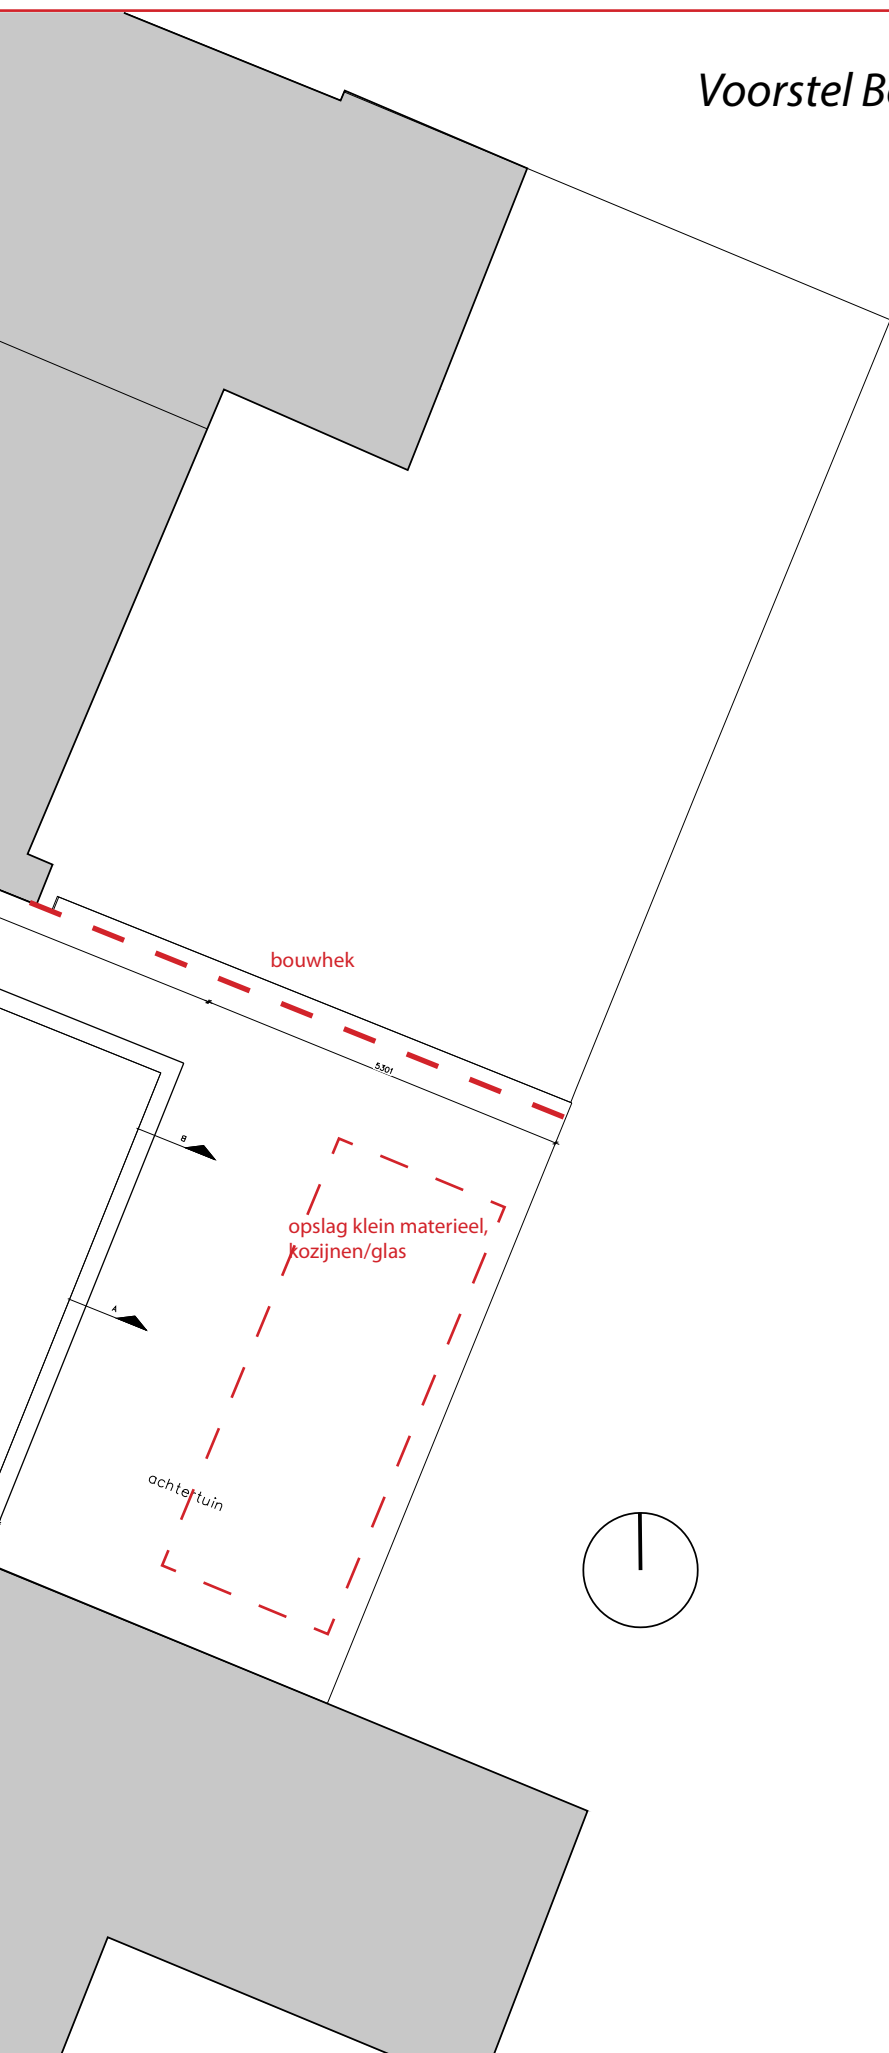 Voorstel
bouwhek
5301
B
opslag klein materieel,
kozijnen/glas
A
achtertuin